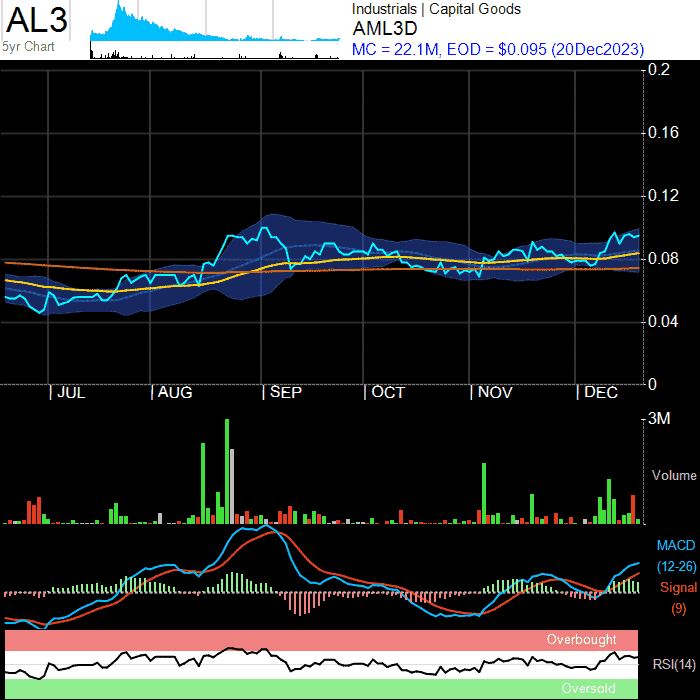 AL3
5yr Chart
Industrials | Capital Goods
AML3D
MC = 22.1M, EOD = $0.095 (20Dec2023)
0.2
0.16
0.12
0.08
0.04
0
| JUL | AUG | SEP | OCT | NOV | DEC
3M
Volume
MACD
(12-26)
Signal
(9)
Overbought
RSI(14)
Oversold